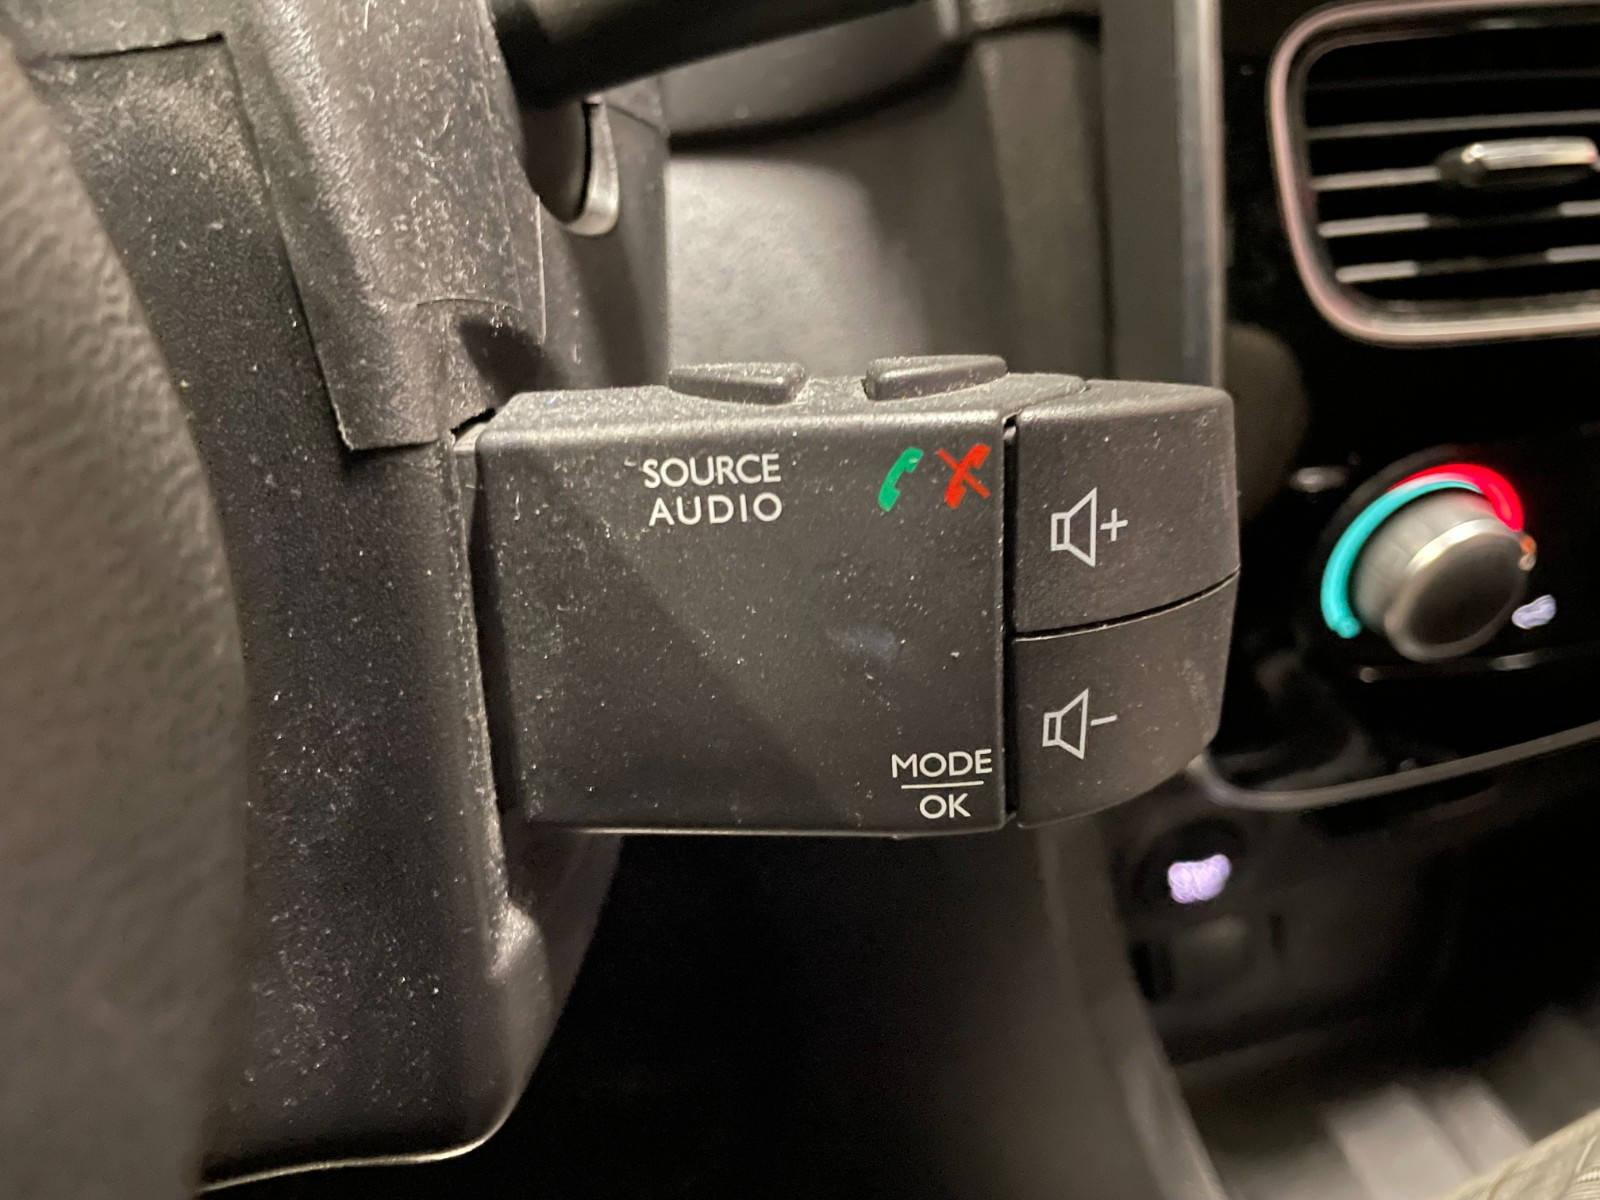 SOURCE
AUDIO
+
-
MODE
OK